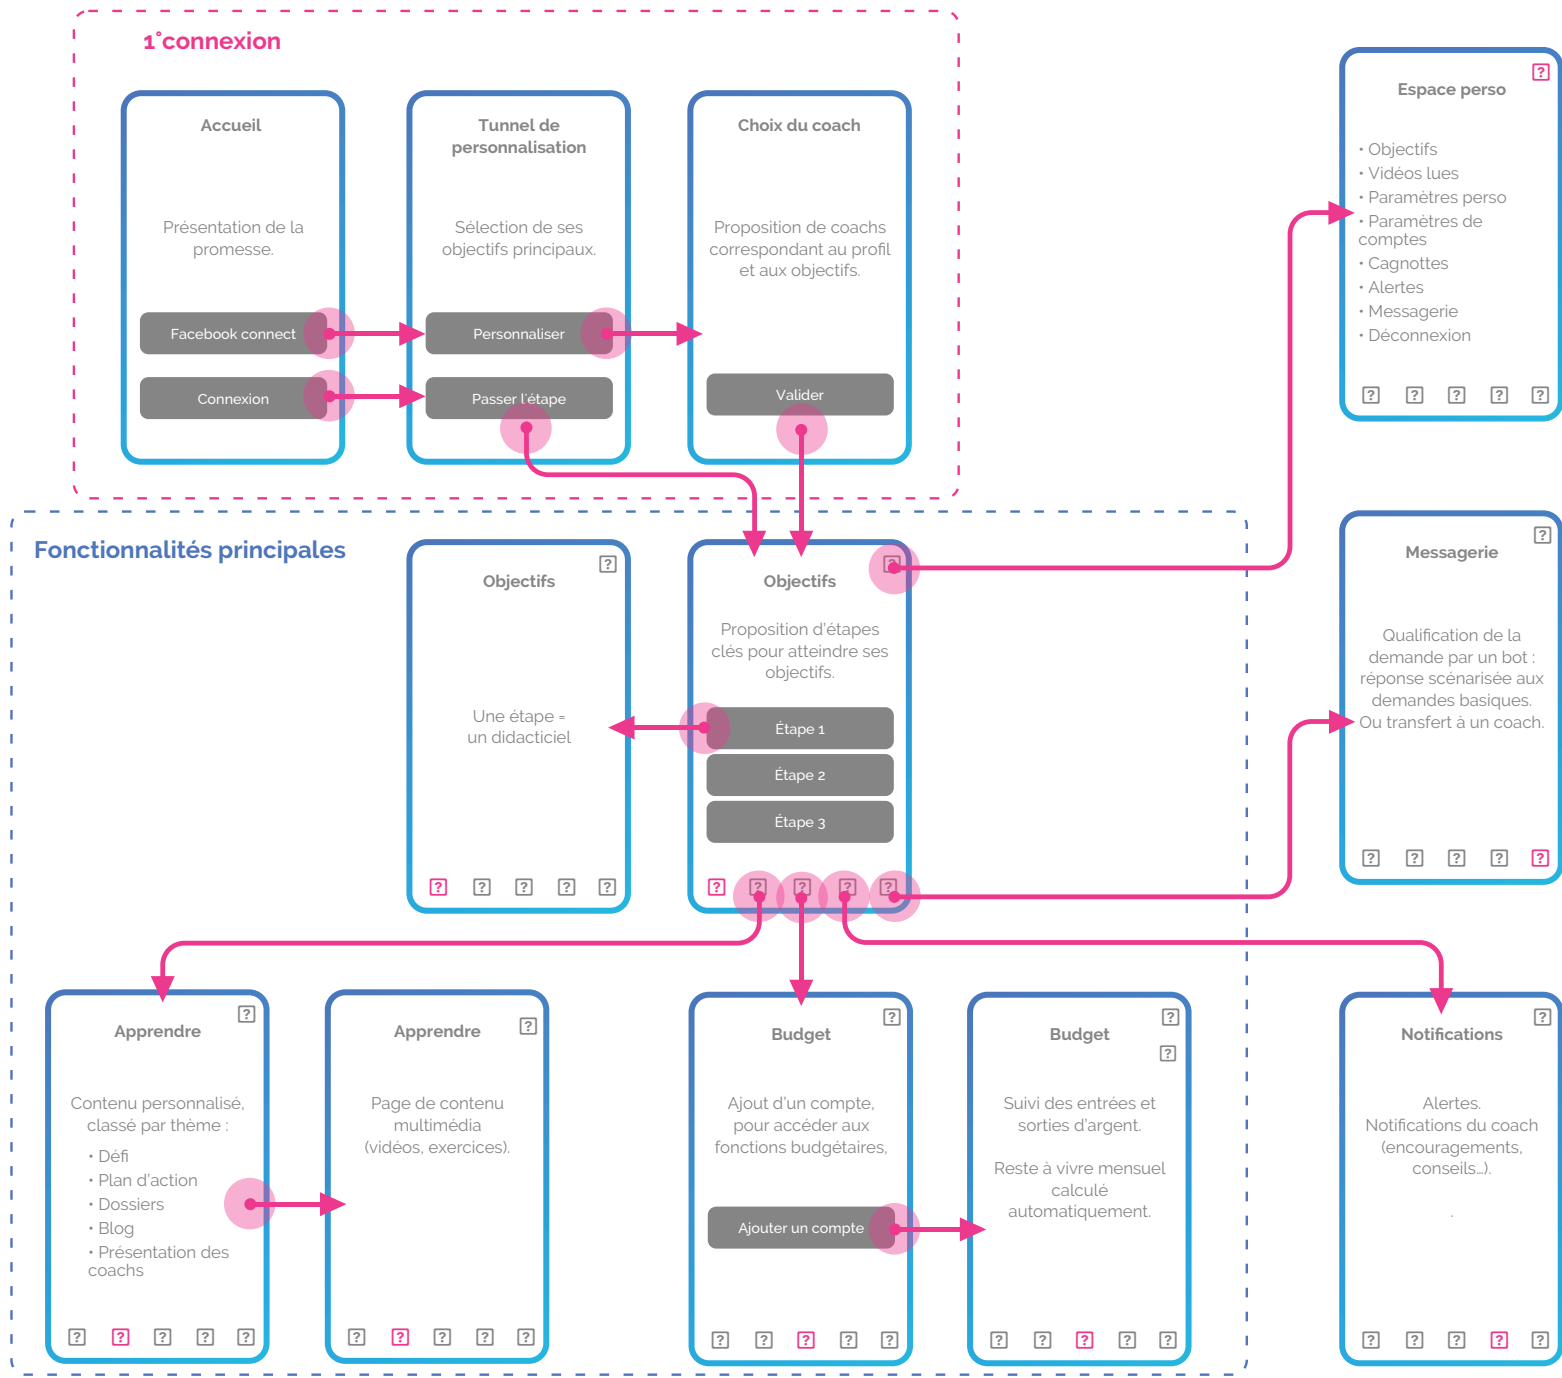 1°connexion
Accueil
Présentation de la
promesse.
Facebook connect
Connexion
Tunnel de
personnalisation
Sélection de ses
objectifs principaux.
Personnaliser
Passer l'étape
Choix du coach
Proposition de coachs
correspondant au profil
et aux objectifs.
Valider
Espace perso
• Objectifs
• Vidéos lues
• Paramètres perso
• Paramètres de
comptes
• Cagnottes
• Alertes
• Messagerie
• Déconnexion
Fonctionnalités principales
Objectifs
Une étape =
un didacticiel
Objectifs
Proposition d'étapes
clés pour atteindre ses
objectifs.
Étape 1
Étape 2
Étape 3
Messagerie
Qualification de la
demande par un bot :
réponse scénarisée aux
demandes basiques.
Ou transfert à un coach.
Apprendre
Contenu personnalisé,
classé par thème :
• Défi
• Plan d'action
• Dossiers
• Blog
• Présentation des
coachs
Apprendre
Page de contenu
multimédia
(vidéos, exercices).
Budget
Ajout d'un compte,
pour accéder aux
fonctions budgétaires,
Ajouter un compte
Budget
Suivi des entrées et
sorties d'argent.
Reste à vivre mensuel
calculé
automatiquement.
Notifications
Alertes.
Notifications du coach
(encouragements,
conseils...).
.